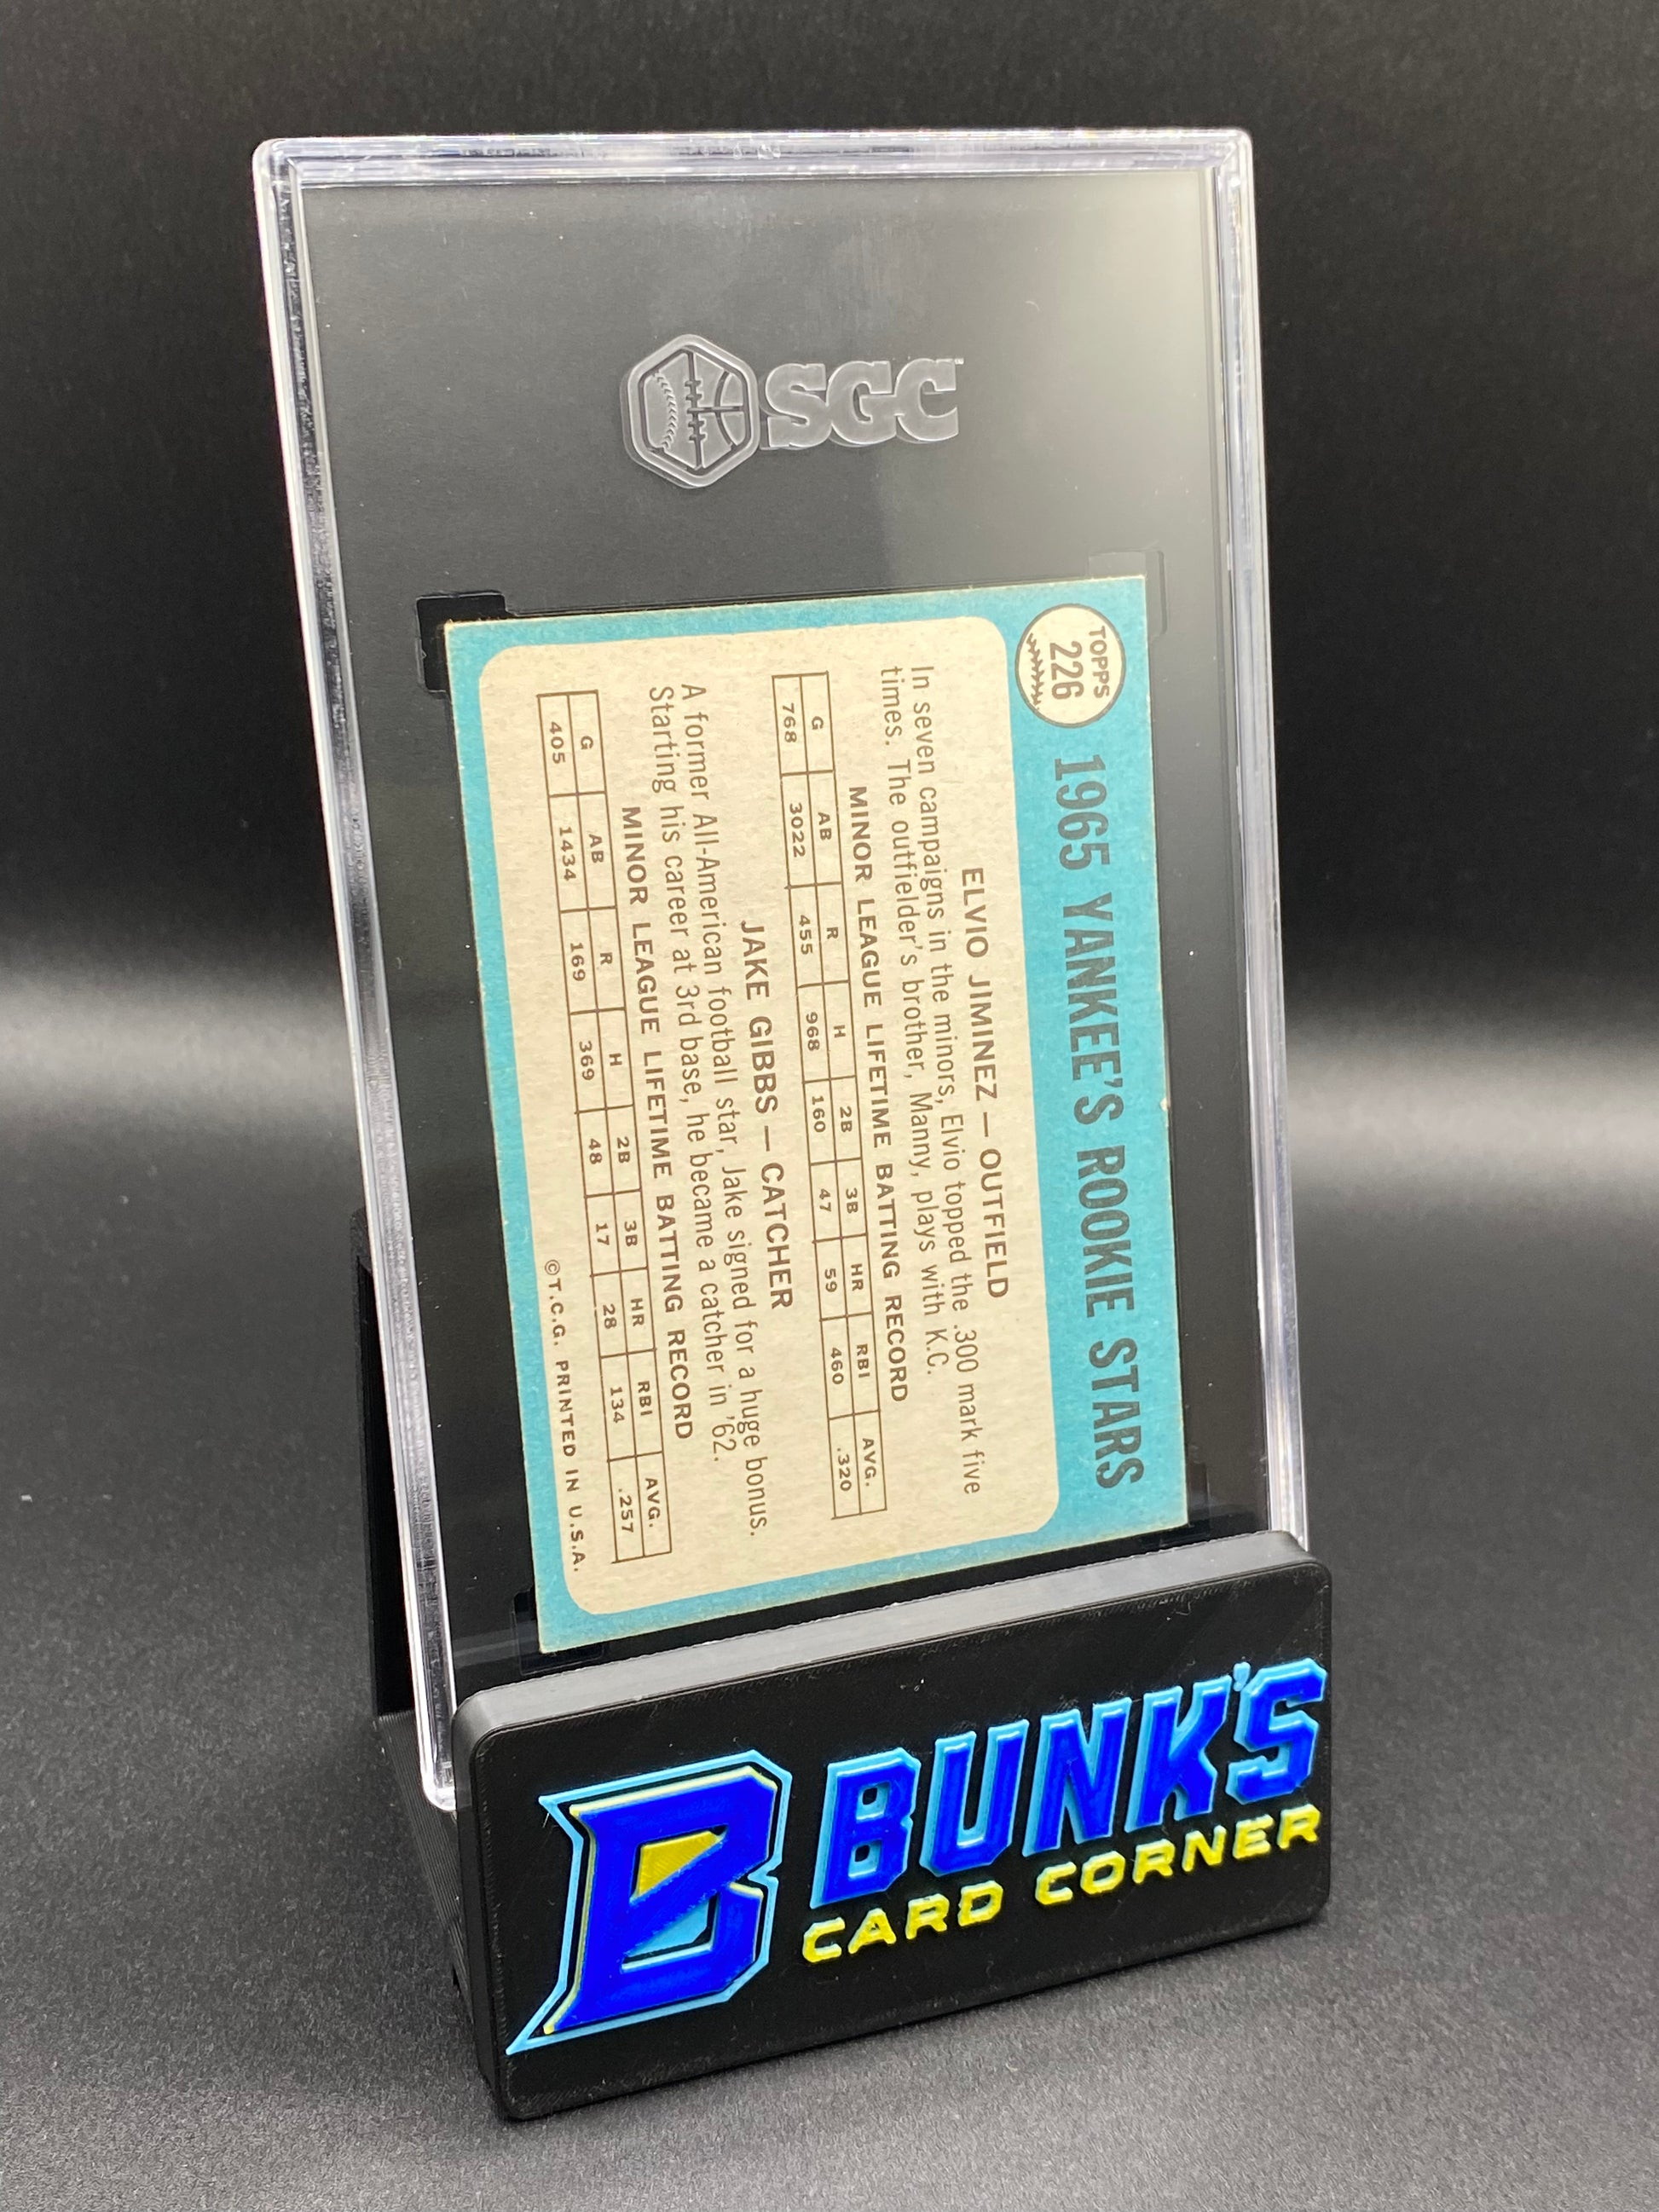 SGC
TOPPS
226
1965 YANKEE'S ROOKIE STARS
ELVIO JIMINEZ — OUTFIELD
In seven campaigns in the minors, Elvio topped the .300 mark five
times. The outfielder's brother, Manny, plays with K.C.
MINOR LEAGUE LIFETIME BATTING RECORD
G AB R H 2B 3B HR RBI AVG.
768 3022 455 968 160 47 59 460 .320
JAKE GIBBS — CATCHER
A former All-American football star, Jake signed for a huge bonus.
Starting his career at 3rd base, he became a catcher in '62.
MINOR LEAGUE LIFETIME BATTING RECORD
G AB R H 2B 3B HR RBI AVG.
405 1434 169 369 48 17 28 134 .257
©T.C.G. PRINTED IN U.S.A.
B BUNK'S
CARD CORNER